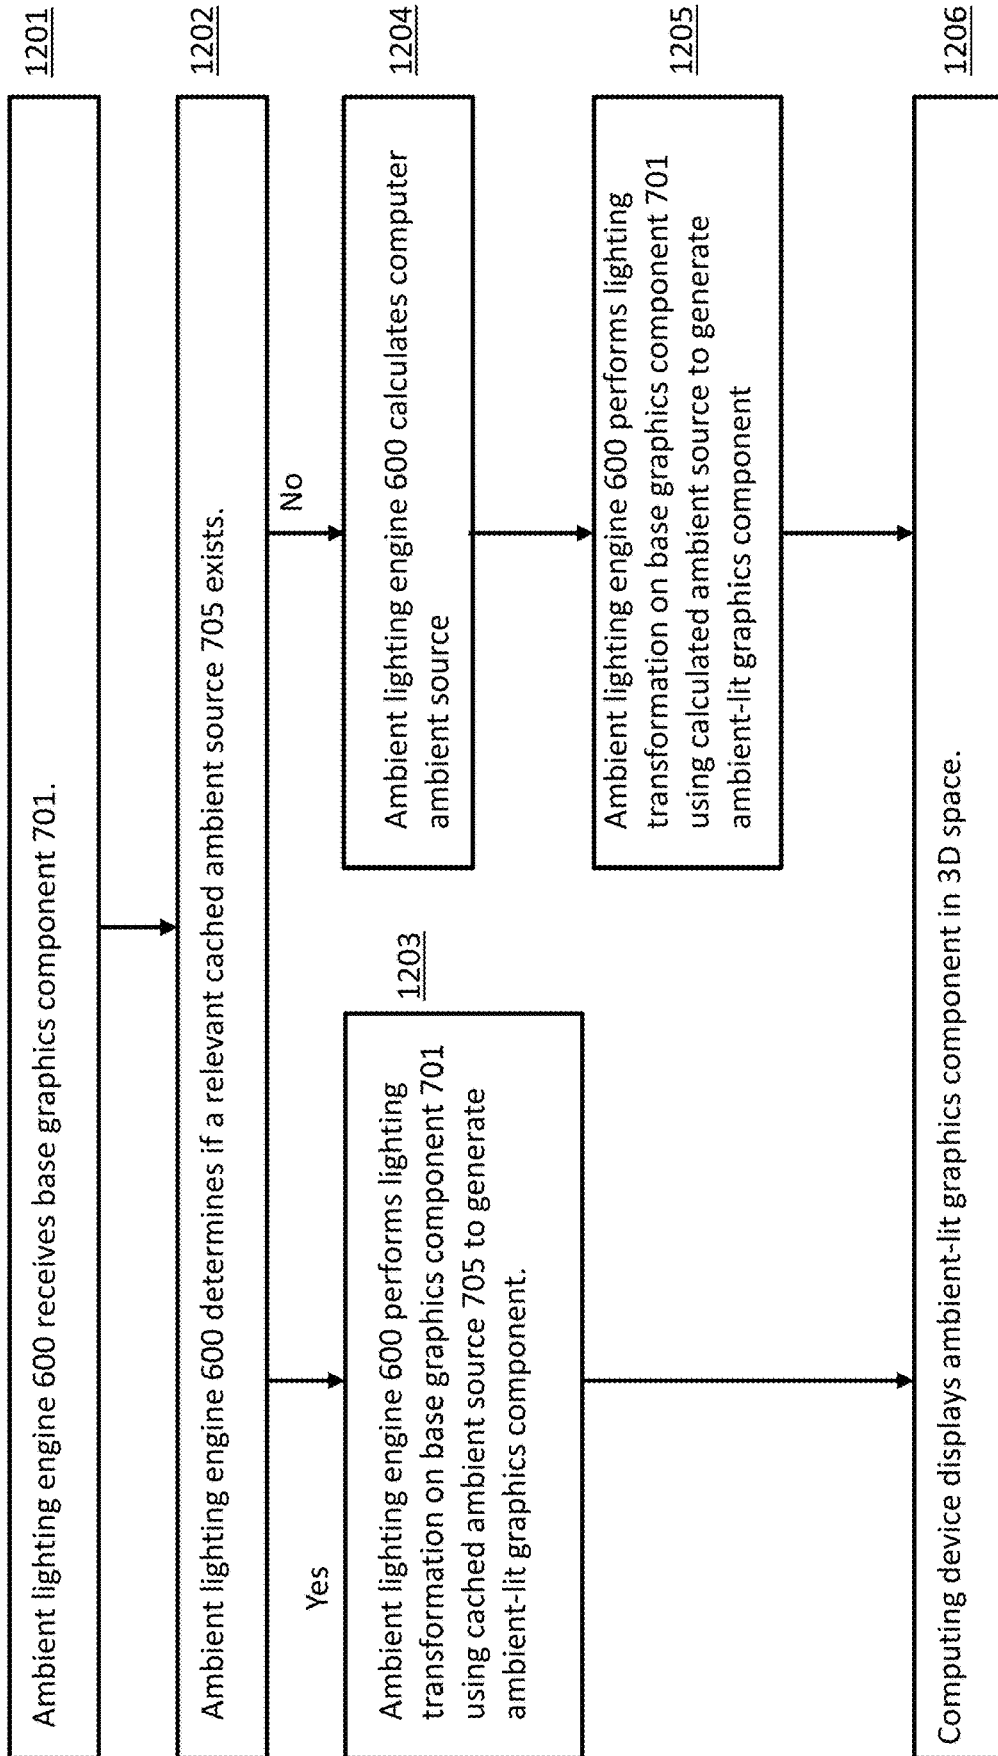 Ambient lighting engine 600 receives base graphics component 701.
1201
Ambient lighting engine 600 determines if a relevant cached ambient source 705 exists.
1202
Yes
No
Ambient lighting engine 600 performs lighting
transformation on base graphics component 701
using cached ambient source 705 to generate
ambient-lit graphics component.
1203
Ambient lighting engine 600 calculates computer
ambient source
1204
Ambient lighting engine 600 performs lighting
transformation on base graphics component 701
using calculated ambient source to generate
ambient-lit graphics component
1205
Computing device displays ambient-lit graphics component in 3D space.
1206